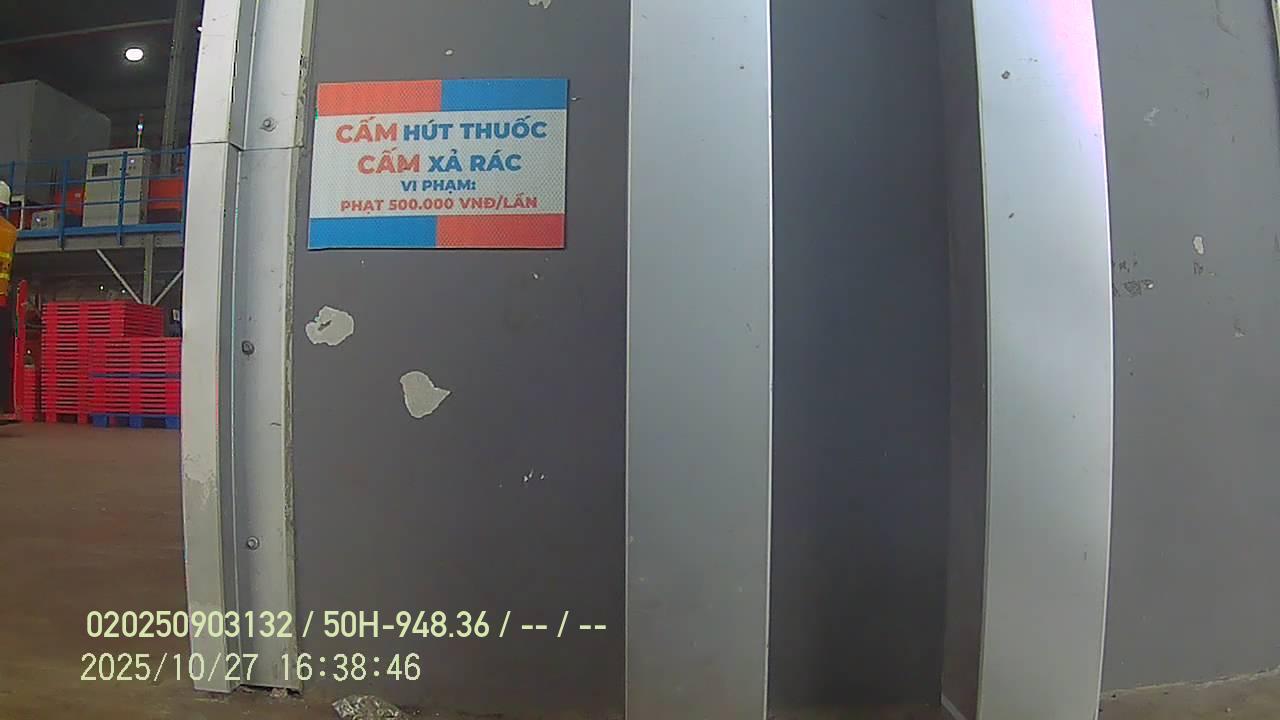 CẤM HÚT THUỐC
CẤM XẢ RÁC
VI PHẠM:
PHẠT 500.000 VNĐ/LẦN
020250903132 / 50H-948.36 / -- / --
2025/10/27 16:38:46